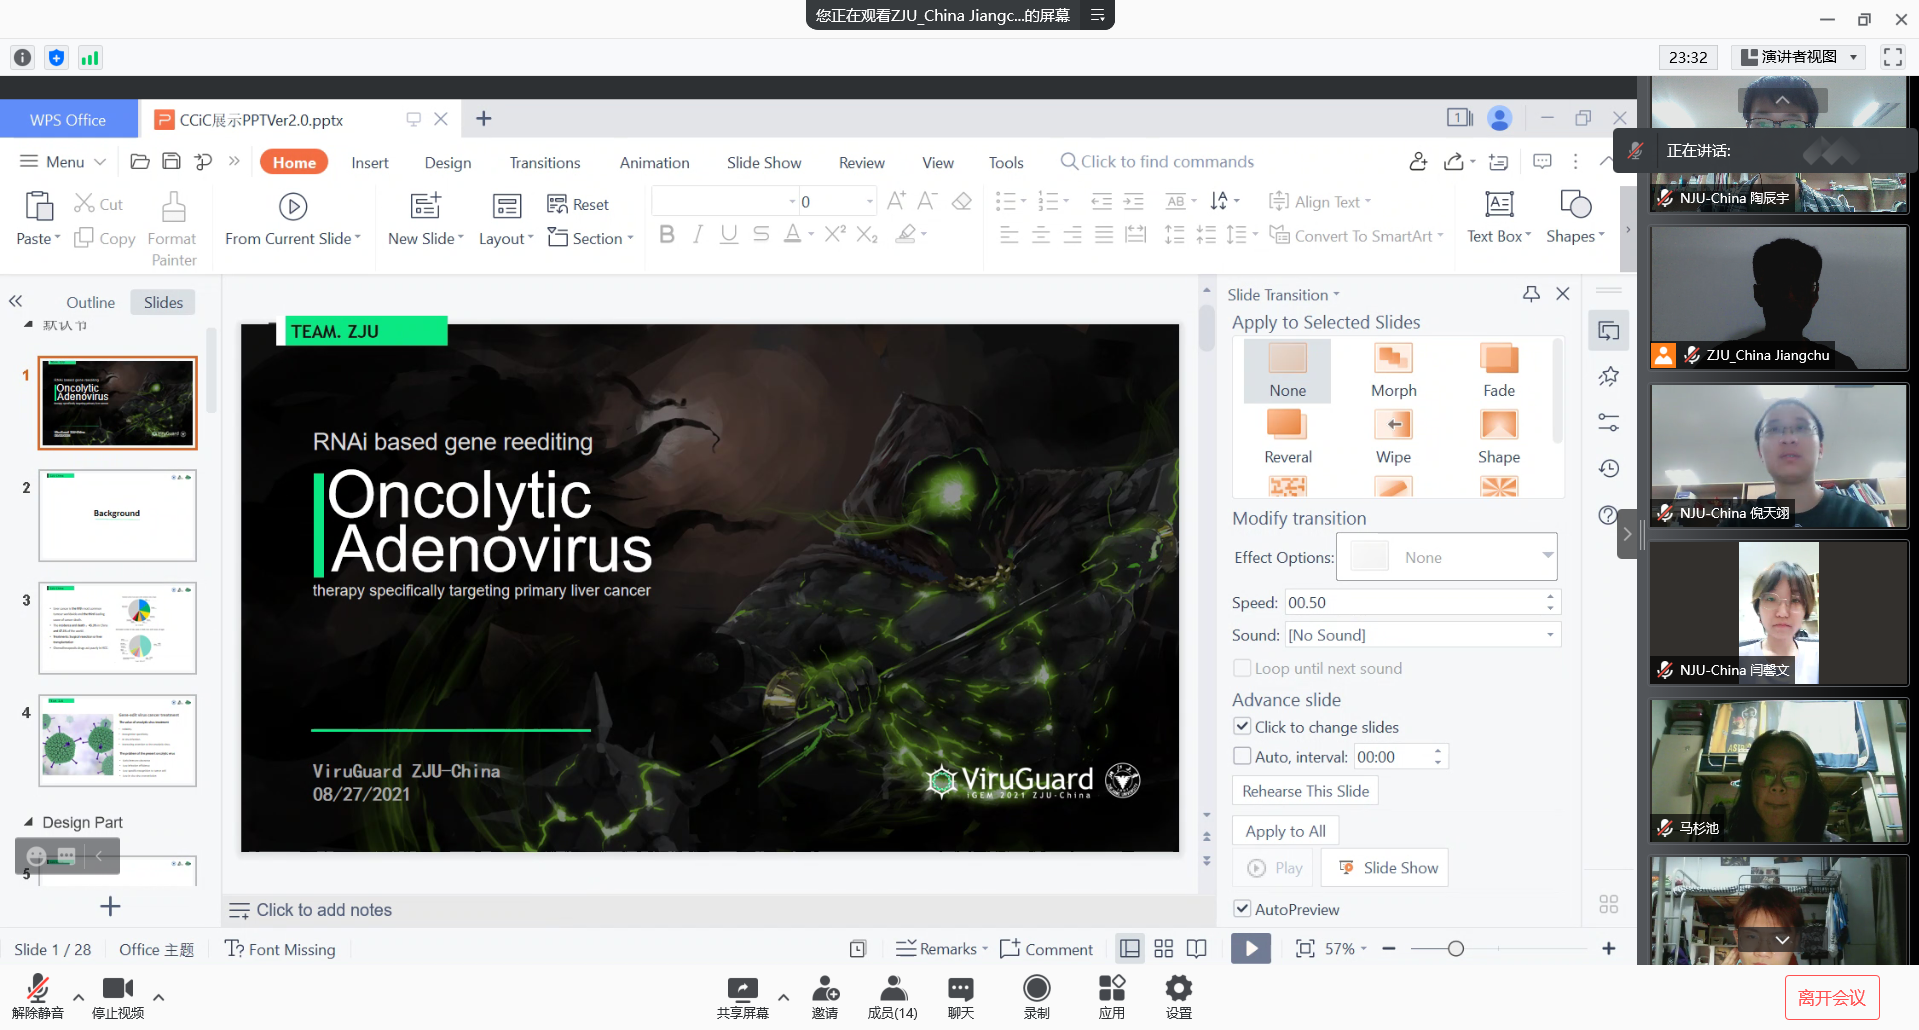 您正在观看ZJU_China Jiangc...的屏幕
23:32
演讲者视图
WPS Office
CCiC展示PPTVer2.0.pptx
1
Menu
Home
Insert
Design
Transitions
Animation
Slide Show
Review
View
Tools
Click to find commands
Paste
Cut
Copy
Format
Painter
From Current Slide
New Slide
Layout
Reset
Section
0
Align Text
Convert To SmartArt
Text Box
Shapes
正在讲话:
Outline
Slides
默认节
1
RNAi based gene reediting
Oncolytic
Adenovirus
2
Background
3
4
Design Part
5
TEAM. ZJU
RNAi based gene reediting
Oncolytic
Adenovirus
therapy specifically targeting primary liver cancer
ViruGuard ZJU-China
08/27/2021
ViruGuard
iGEM 2021 ZJU-China
Click to add notes
Slide Transition
Apply to Selected Slides
None
Morph
Fade
Reveral
Wipe
Shape
Modify transition
Effect Options:
None
Speed: 00.50
Sound: [No Sound]
Loop until next sound
Advance slide
Click to change slides
Auto, interval: 00:00
Rehearse This Slide
Apply to All
Play
Slide Show
AutoPreview
NJU-China 陶辰宇
ZJU_China Jiangchu
NJU-China 倪天翊
NJU-China 闫馨文
马杉池
Slide 1 / 28
Office 主题
Font Missing
Remarks
Comment
57%
解除静音
停止视频
共享屏幕
邀请
成员(14)
聊天
录制
应用
设置
离开会议